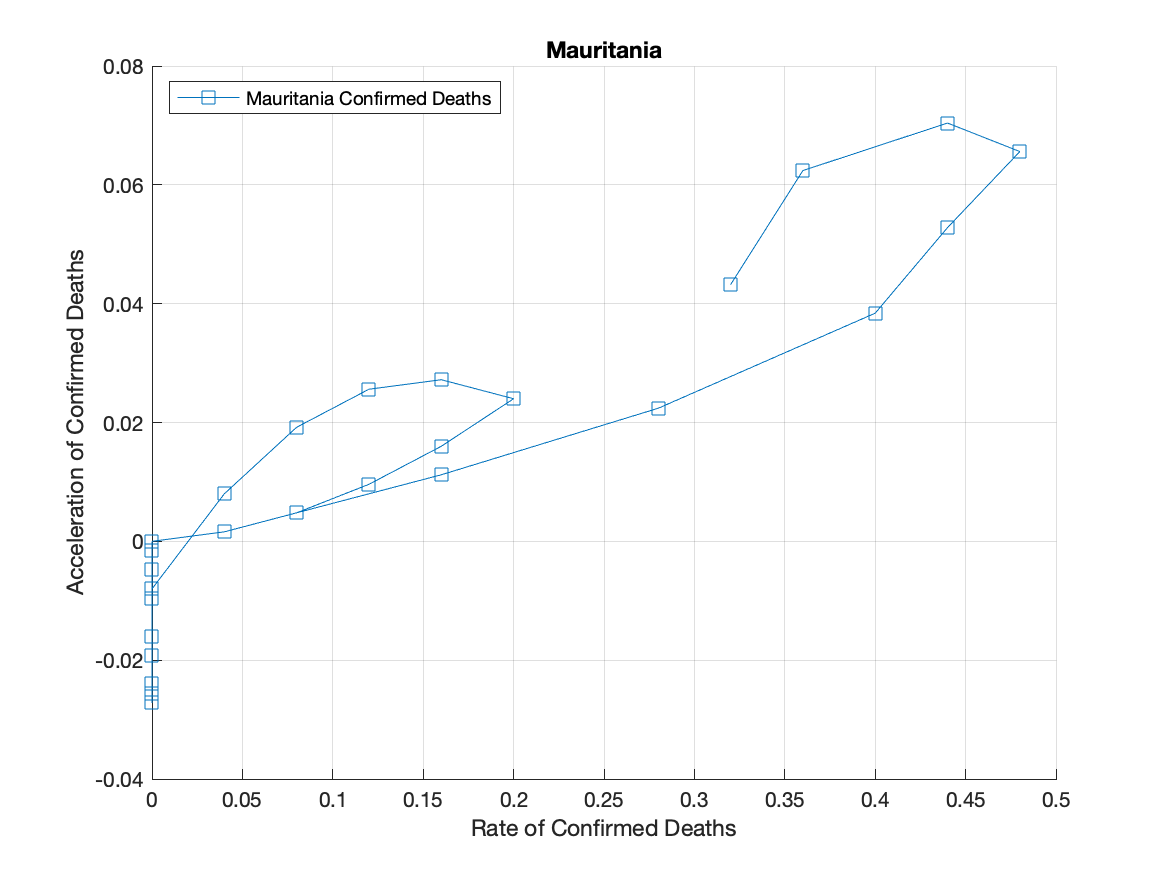 Mauritania
Mauritania Confirmed Deaths
0.08
0.06
0.04
0.02
0
-0.02
-0.04
Acceleration of Confirmed Deaths
0 0.05 0.1 0.15 0.2 0.25 0.3 0.35 0.4 0.45 0.5
Rate of Confirmed Deaths